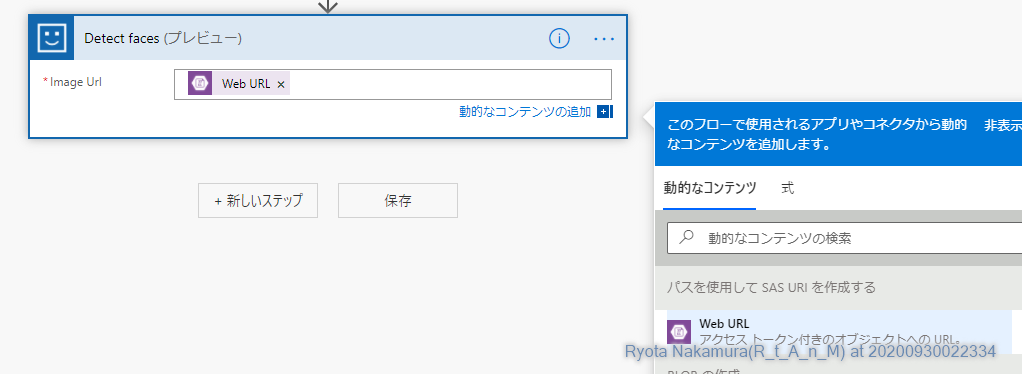 Detect faces (プレビュー)
* Image Url
Web URL ×
動的なコンテンツの追加
このフローで使用されるアプリやコネクタから動的なコンテンツを追加します。
非表示
+ 新しいステップ
保存
動的なコンテンツ
式
動的なコンテンツの検索
パスを使用して SAS URI を作成する
Web URL
アクセス トークン付きのオブジェクトへの URL。
Ryota Nakamura(R_t_A_n_M) at 20200930022334
BLOB の作成